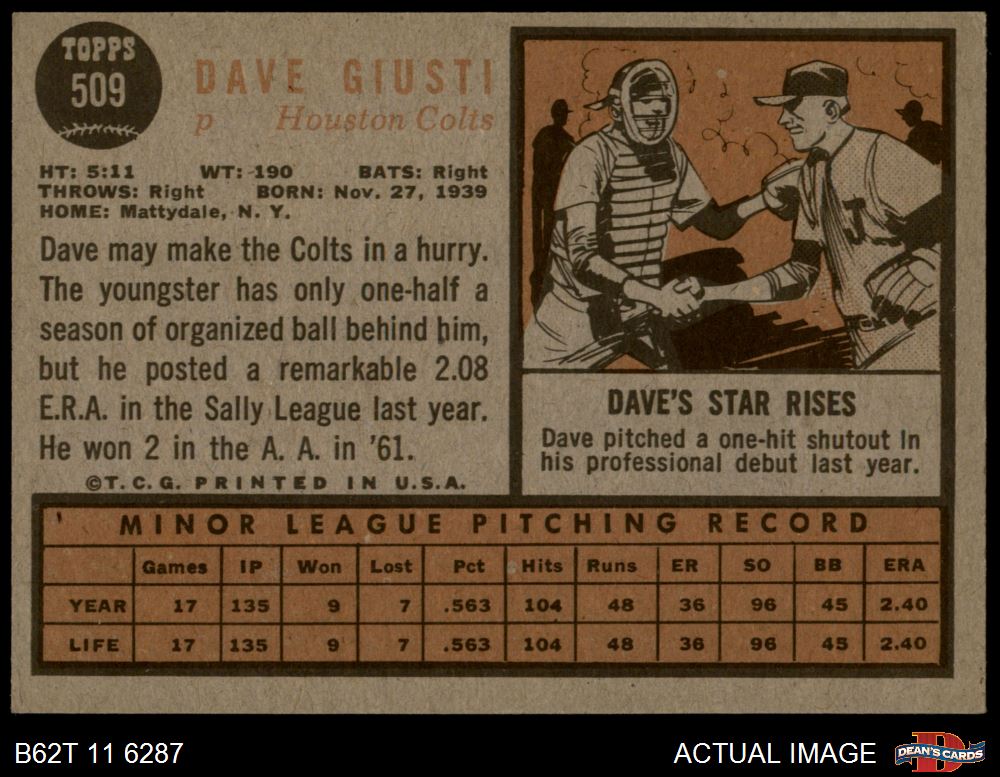 TOPPS
509
DAVE GIUSTI
p Houston Colts
HT: 5:11 WT: 190 BATS: Right
THROWS: Right BORN: Nov. 27, 1939
HOME: Mattydale, N. Y.
Dave may make the Colts in a hurry.
The youngster has only one-half a
season of organized ball behind him,
but he posted a remarkable 2.08
E.R.A. in the Sally League last year.
He won 2 in the A. A. in '61.
©T. C. G. PRINTED IN U.S.A.
J
DAVE'S STAR RISES
Dave pitched a one-hit shutout In
his professional debut last year.
MINOR LEAGUE PITCHING RECORD
Games IP Won Lost Pct Hits Runs ER SO BB ERA
YEAR 17 135 9 7 .563 104 48 36 96 45 2.40
LIFE 17 135 9 7 .563 104 48 36 96 45 2.40
B62T 11 6287
ACTUAL IMAGE
D
DEAN'S CARDS